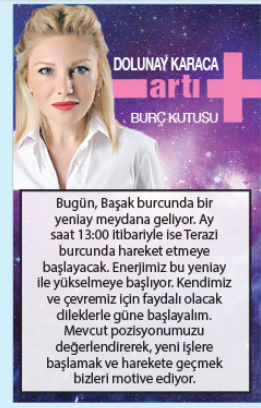 DOLUNAY KARACA
artı
BURÇ KUTUSU
Bugün, Başak burcunda bir
yeniay meydana geliyor. Ay
saat 13:00 itibariyle ise Terazi
burcunda hareket etmeye
başlayacak. Enerjimiz bu yeniay
ile yükselmeye başlıyor. Kendimiz
ve çevremiz için faydalı olacak
dileklerle güne başlayalım.
Mevcut pozisyonumuzu
değerlendirerek, yeni işlere
başlamak ve harekete geçmek
bizleri motive ediyor.